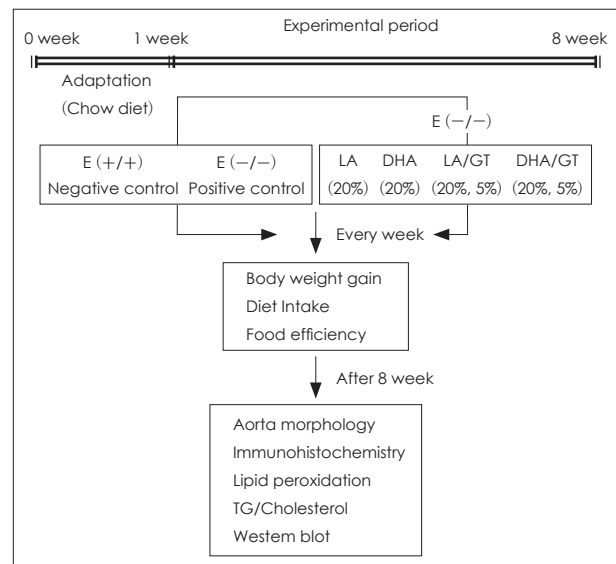 Experimental period
0 week 1 week 8 week
Adaptation
(Chow diet)
E (−/−)
E (+/+) E (−/−) LA DHA LA/GT DHA/GT
Negative control Positive control (20%) (20%) (20%, 5%) (20%, 5%)
Every week
Body weight gain
Diet Intake
Food efficiency
After 8 week
Aorta morphology
Immunohistochemistry
Lipid peroxidation
TG/Cholesterol
Westem blot